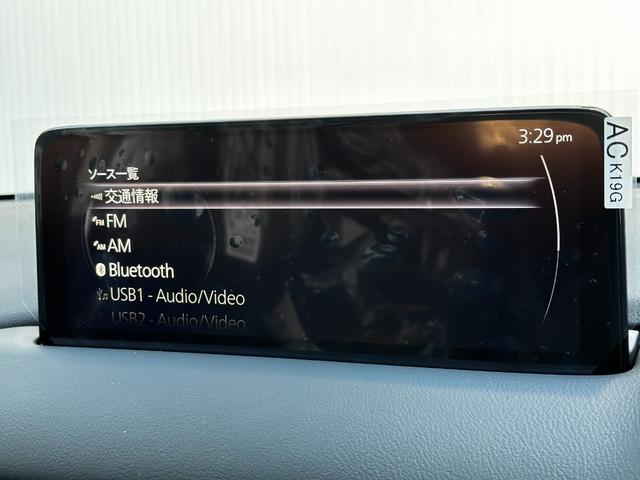 3:29 pm
ソース一覧
交通情報
FM
AM
Bluetooth
USB1 - Audio/Video
USB2 - Audio/Video
AC K19G